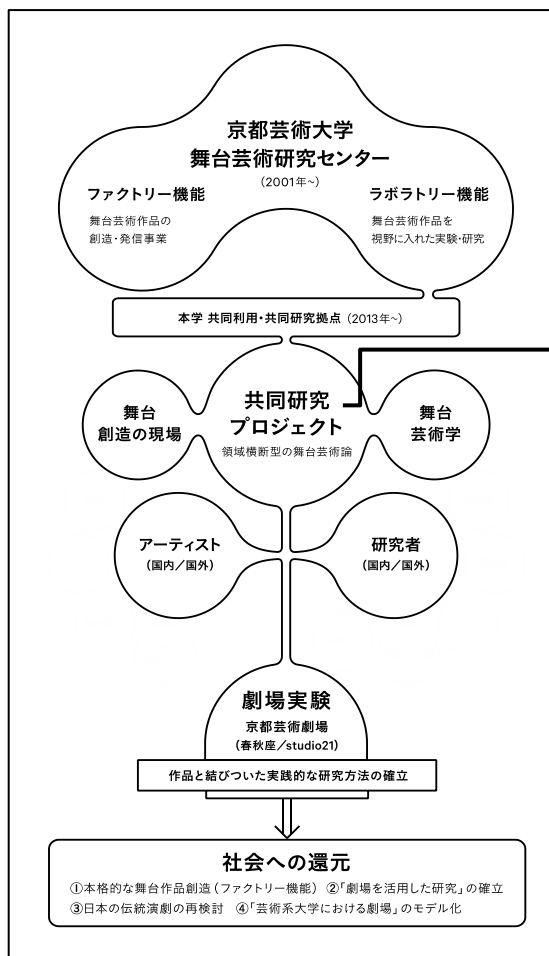 京都芸術大学
舞台芸術研究センター
(2001年~)
ファクトリー機能
舞台芸術作品の
創造・発信事業
ラボラトリー機能
舞台芸術作品を
視野に入れた実験・研究
本学 共同利用・共同研究拠点 (2013年~)
舞台
創造の現場
共同研究
プロジェクト
領域横断型の舞台芸術論
舞台
芸術学
アーティスト
(国内/国外)
研究者
(国内/国外)
劇場実験
京都芸術劇場
(春秋座/studio21)
作品と結びついた実践的な研究方法の確立
社会への還元
①本格的な舞台作品創造(ファクトリー機能) ②「劇場を活用した研究」の確立
③日本の伝統演劇の再検討 ④「芸術系大学における劇場」のモデル化